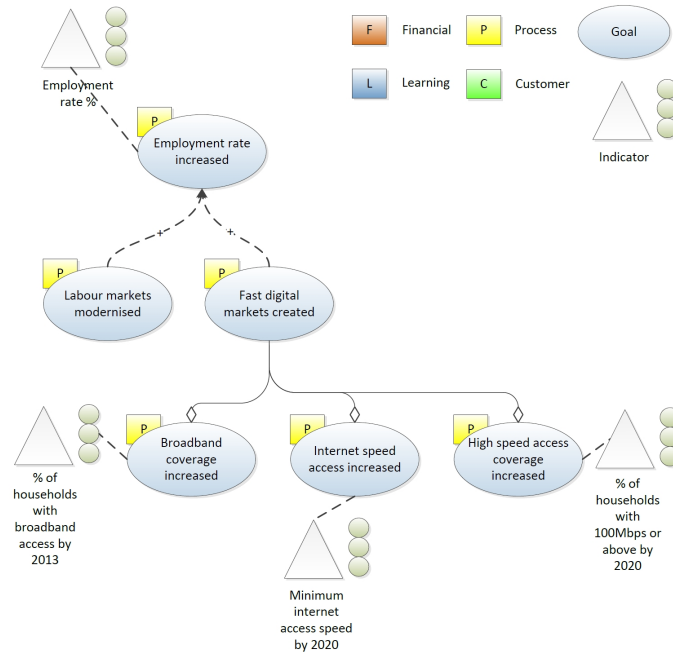 F Financial P Process Goal
L Learning C Customer
Indicator
Employment
rate %
P
Employment rate
increased
+ +
P
Labour markets
modernised
P
Fast digital
markets created
P
Broadband
coverage
increased
P
Internet speed
access increased
P
High speed access
coverage
increased
% of
households
with
broadband
access by
2013
Minimum
internet
access speed
by 2020
% of
households
with
100Mbps or
above by
2020